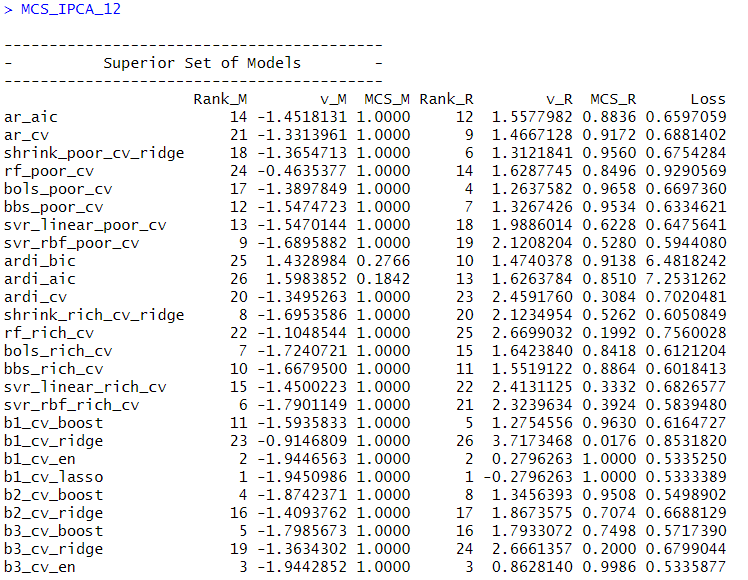 > MCS_IPCA_12
------------------------------------------
-          Superior Set of Models        -
------------------------------------------
Rank_M v_M MCS_M Rank_R v_R MCS_R Loss
ar_aic 14 -1.4518131 1.0000 12 1.5577982 0.8836 0.6597059
ar_cv 21 -1.3313961 1.0000 9 1.4667128 0.9172 0.6881402
shrink_poor_cv_ridge 18 -1.3654713 1.0000 6 1.3121841 0.9560 0.6754284
rf_poor_cv 24 -0.4635377 1.0000 14 1.6287745 0.8496 0.9290569
bols_poor_cv 17 -1.3897849 1.0000 4 1.2637582 0.9658 0.6697360
bbs_poor_cv 12 -1.5474723 1.0000 7 1.3267426 0.9534 0.6334621
svr_linear_poor_cv 13 -1.5470144 1.0000 18 1.9886014 0.6228 0.6475641
svr_rbf_poor_cv 9 -1.6895882 1.0000 19 2.1208204 0.5280 0.5944080
ardi_bic 25 1.4328984 0.2766 10 1.4740378 0.9138 6.4818242
ardi_aic 26 1.5983852 0.1842 13 1.6263784 0.8510 7.2531262
ardi_cv 20 -1.3495263 1.0000 23 2.4591760 0.3084 0.7020481
shrink_rich_cv_ridge 8 -1.6953586 1.0000 20 2.1234954 0.5262 0.6050849
rf_rich_cv 22 -1.1048544 1.0000 25 2.6699032 0.1992 0.7560028
bols_rich_cv 7 -1.7240721 1.0000 15 1.6423840 0.8418 0.6121204
bbs_rich_cv 10 -1.6679500 1.0000 11 1.5519122 0.8864 0.6018413
svr_linear_rich_cv 15 -1.4500223 1.0000 22 2.4131125 0.3332 0.6826577
svr_rbf_rich_cv 6 -1.7901149 1.0000 21 2.3239634 0.3924 0.5839480
b1_cv_boost 11 -1.5935833 1.0000 5 1.2754556 0.9630 0.6164727
b1_cv_ridge 23 -0.9146809 1.0000 26 3.7173468 0.0176 0.8531820
b1_cv_en 2 -1.9446563 1.0000 2 0.2796263 1.0000 0.5335250
b1_cv_lasso 1 -1.9450986 1.0000 1 -0.2796263 1.0000 0.5333389
b2_cv_boost 4 -1.8742371 1.0000 8 1.3456393 0.9508 0.5498902
b2_cv_ridge 16 -1.4093762 1.0000 17 1.8673575 0.7074 0.6688129
b3_cv_boost 5 -1.7985673 1.0000 16 1.7933072 0.7498 0.5717390
b3_cv_ridge 19 -1.3634302 1.0000 24 2.6661357 0.2000 0.6799044
b3_cv_en 3 -1.9442852 1.0000 3 0.8628140 0.9986 0.5335877